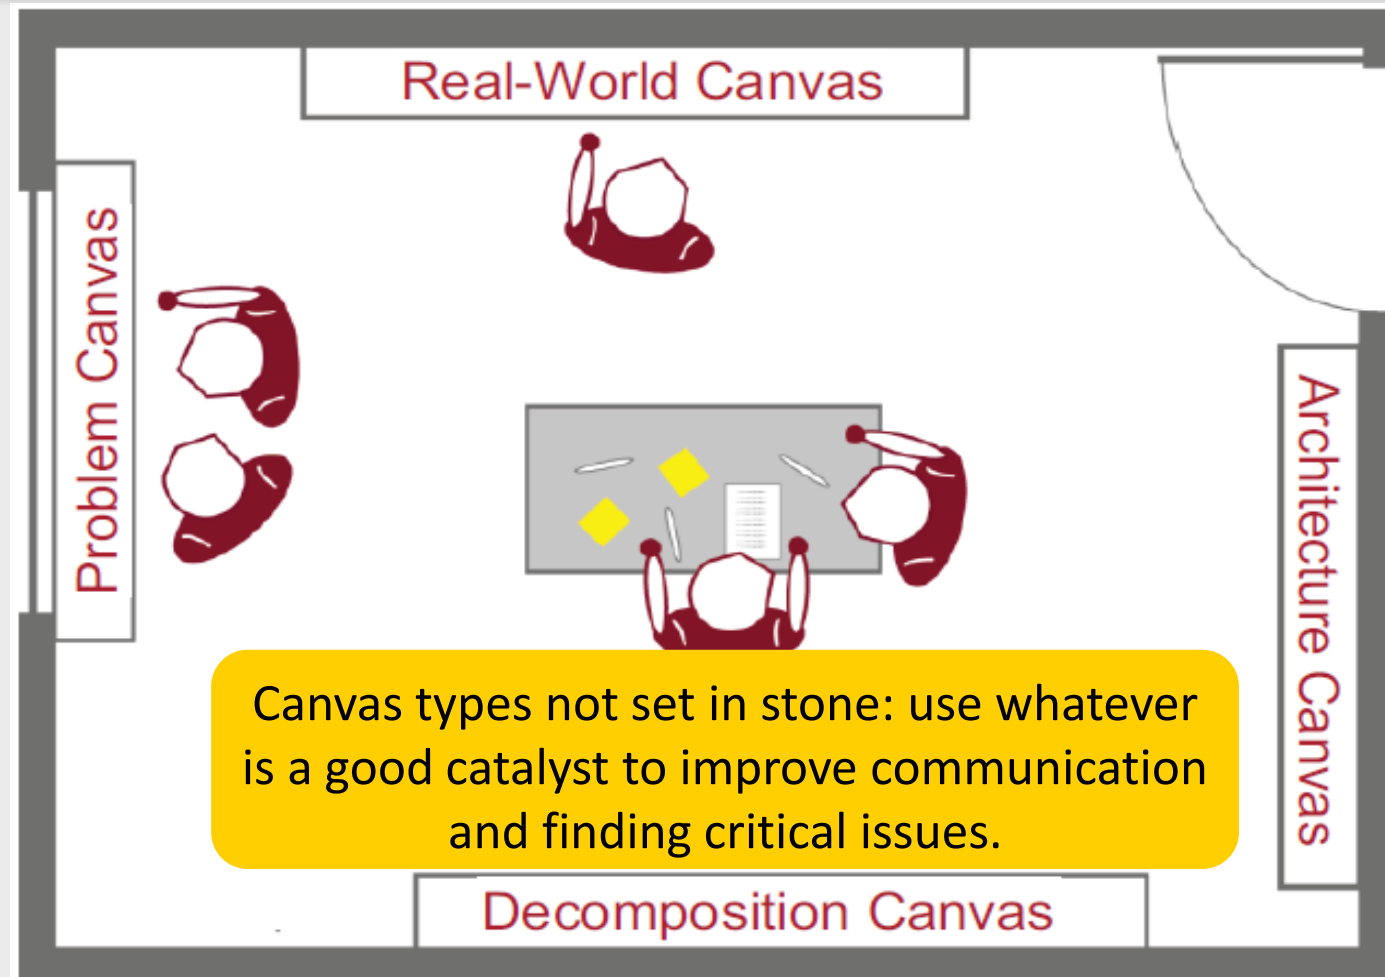 Real-World Canvas
Problem Canvas
Architecture Canvas
Canvas types not set in stone: use whatever
is a good catalyst to improve communication
and finding critical issues.
Decomposition Canvas